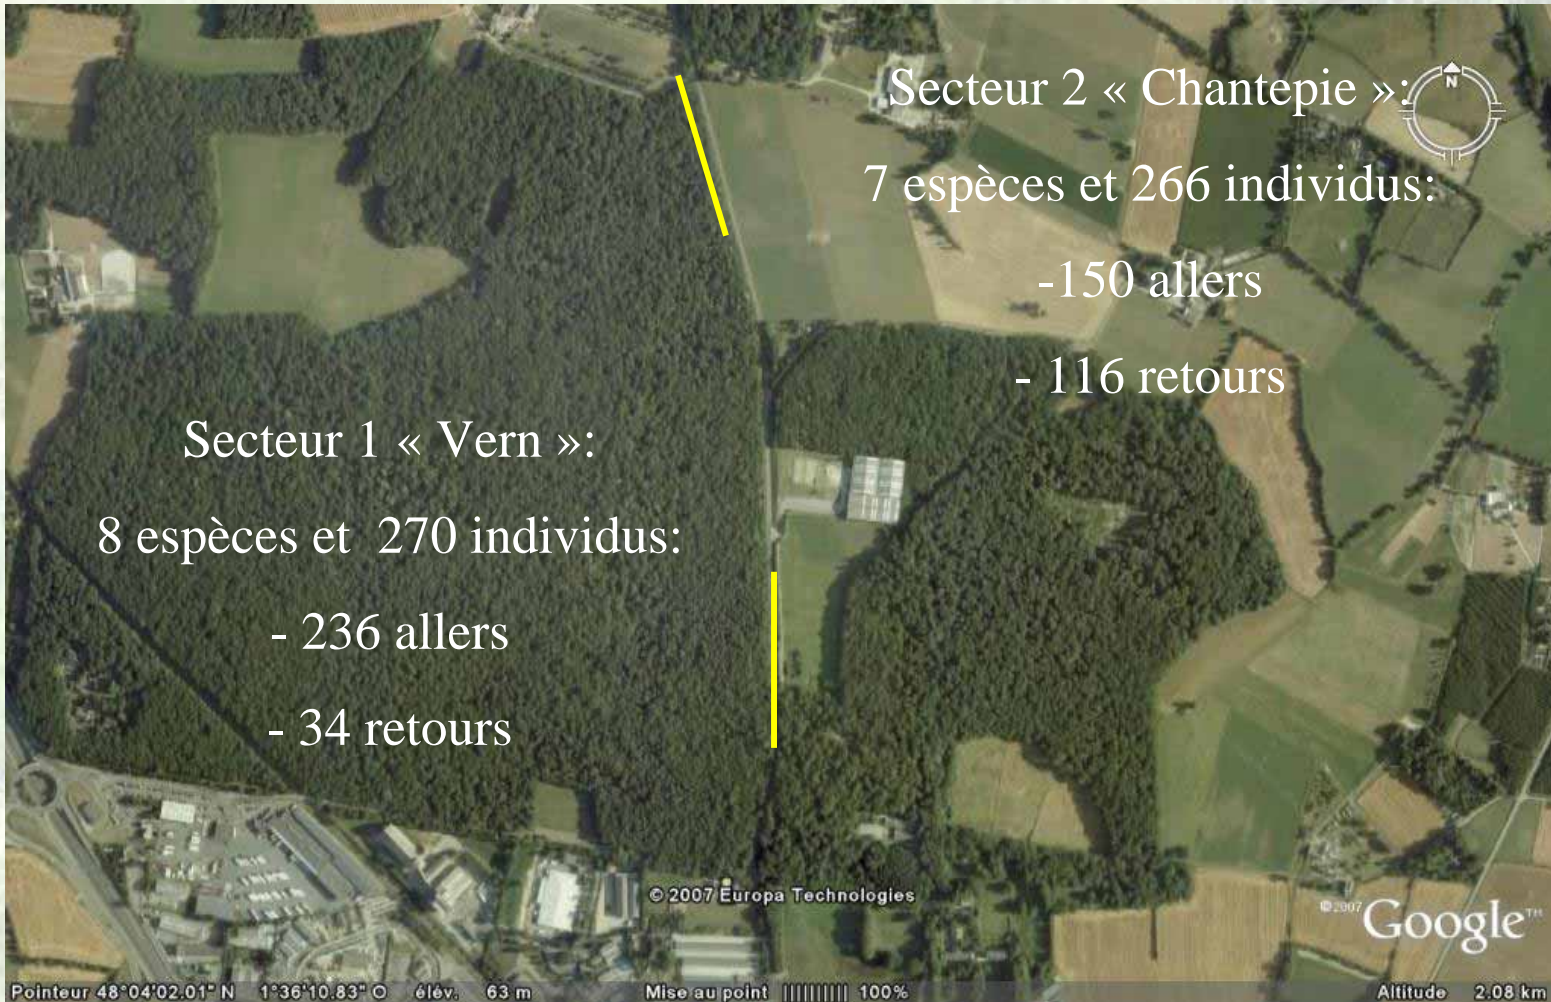 Secteur 2 « Chantepie »:
N
7 espèces et 266 individus:
-150 allers
- 116 retours
Secteur 1 « Vern »:
8 espèces et  270 individus:
- 236 allers
- 34 retours
© 2007 Europa Technologies
©2007 Google™
Pointeur 48°04'02.01" N 1°36'10.83" O élév. 63 m Mise au point ||||||||| 100% Altitude 2.08 km